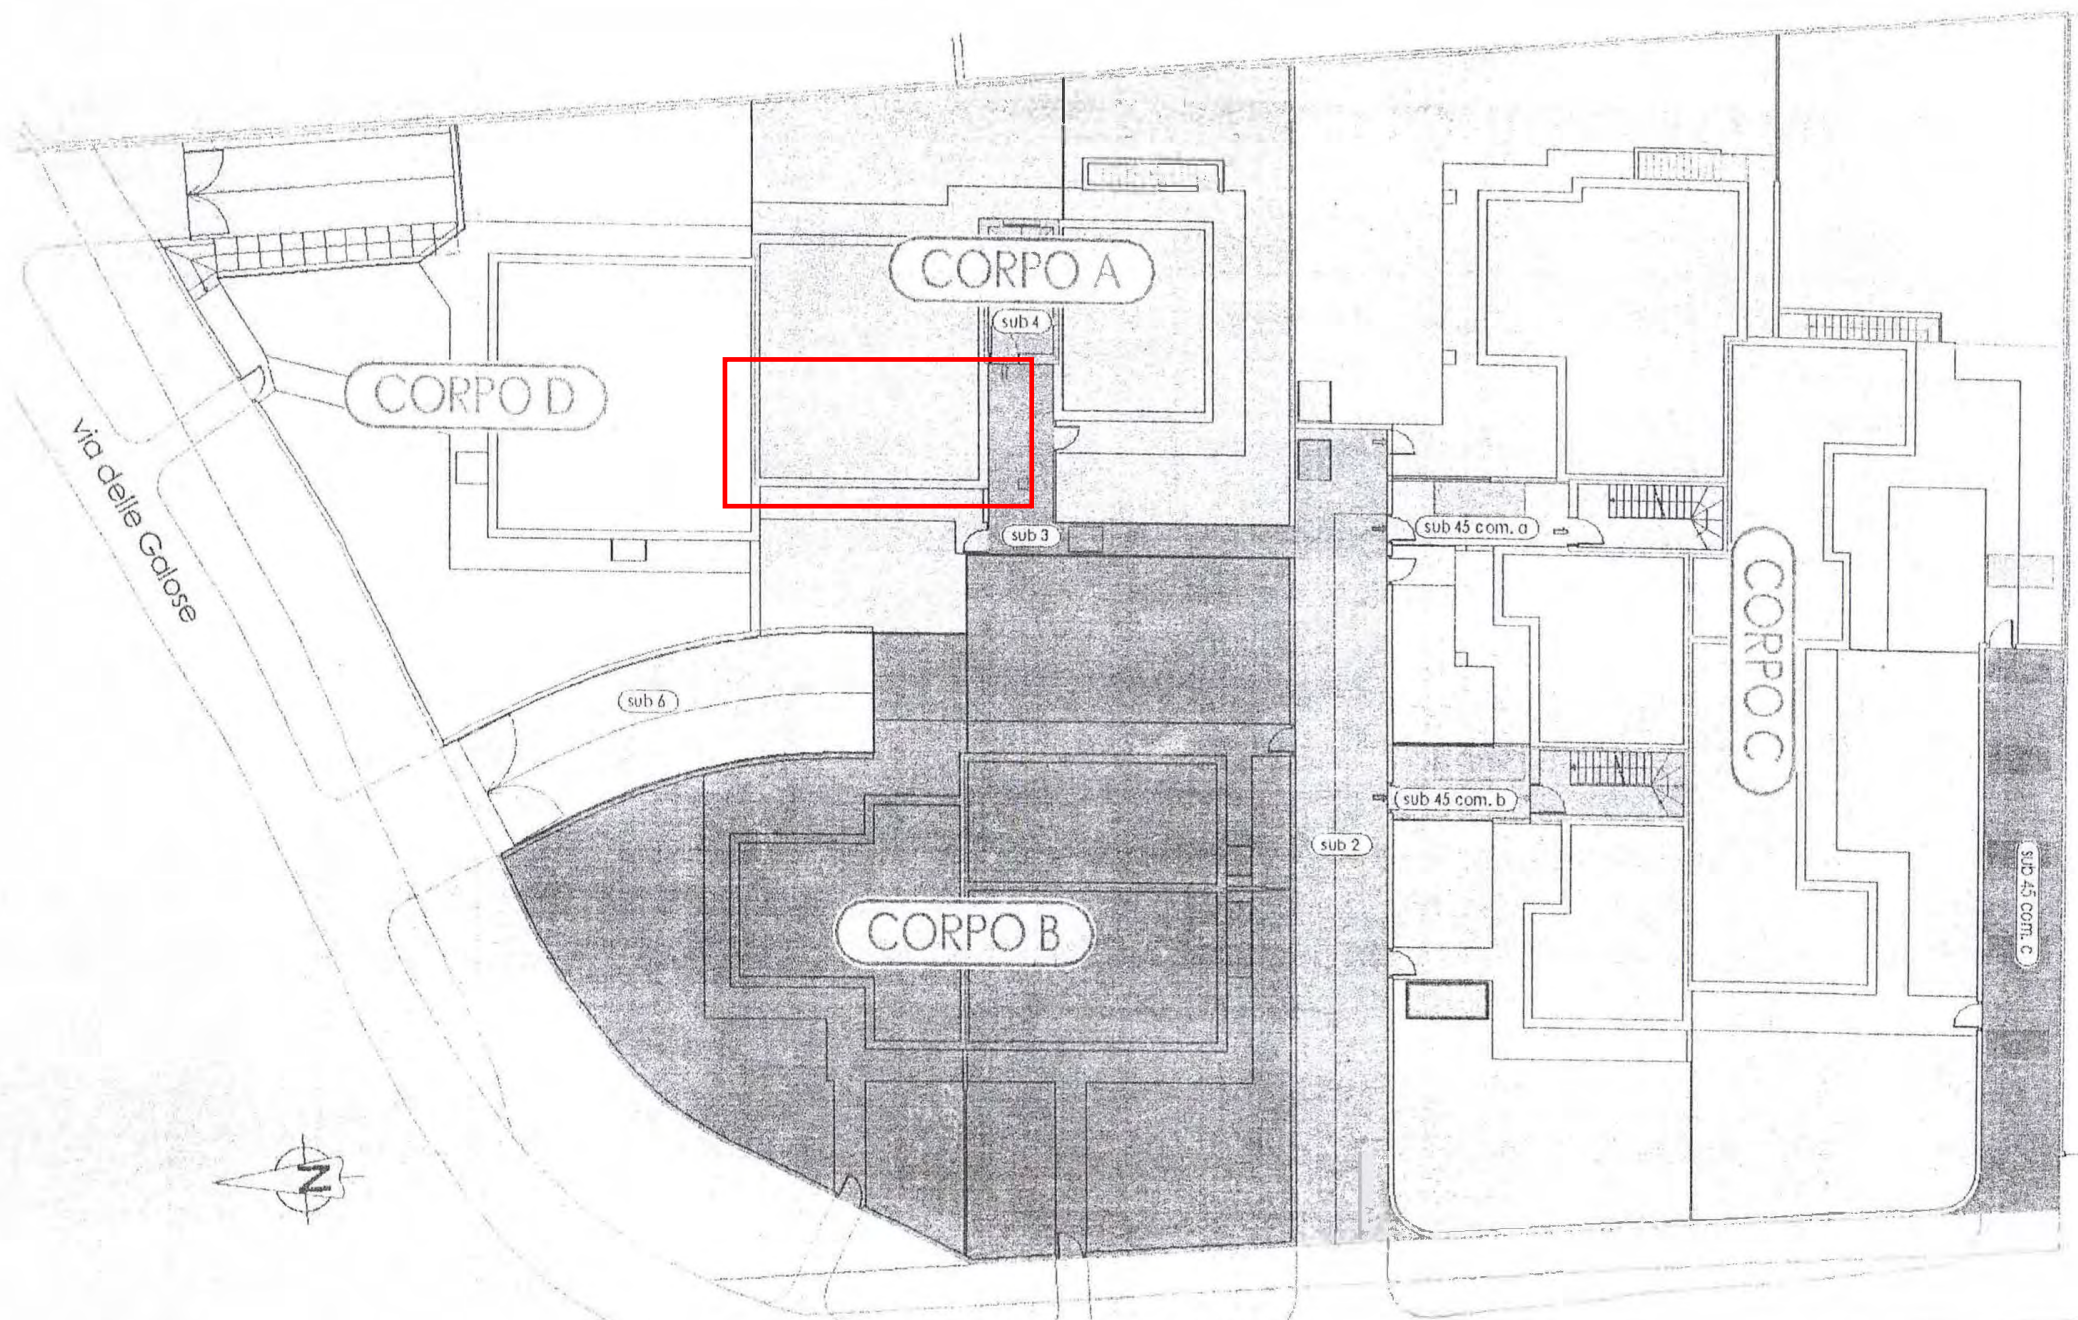 CORPO A
sub 4
CORPO D
via delle Galose
sub 3
sub 45 com. a
CORPO C
sub 6
sub 45 com. b
sub 2
sub 45 com. c
CORPO B
N